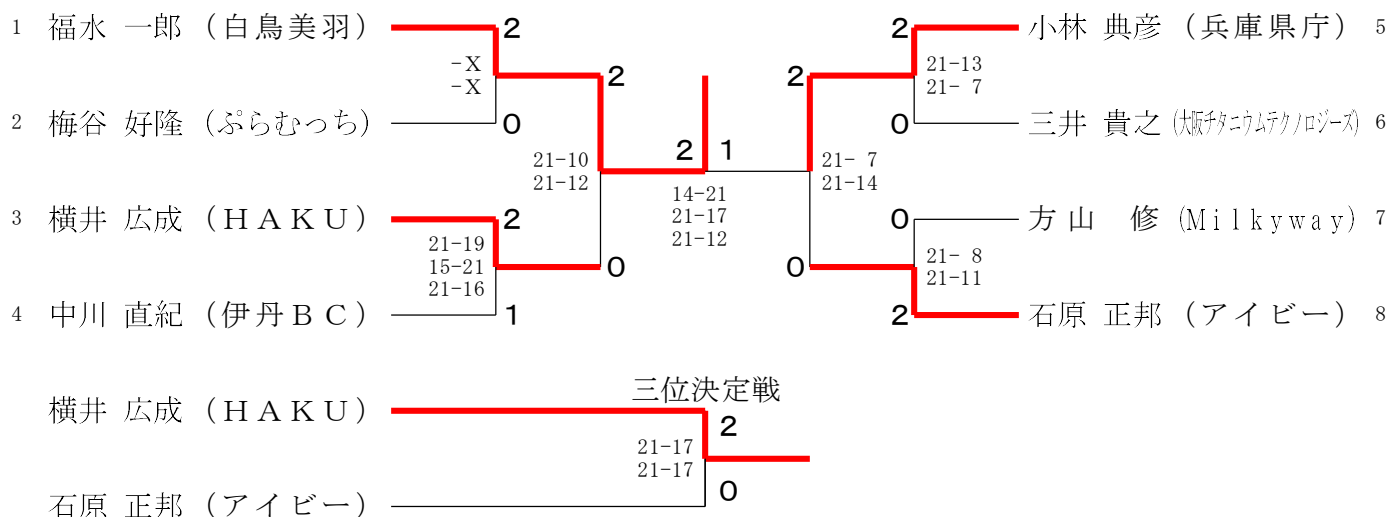 1 福水 一郎 （白鳥美羽） 2
-X
-X
2 梅谷 好隆 （ぷらむっち） 0
2
21-10
21-12
3 横井 広成 （ＨＡＫＵ） 2
21-19
15-21
21-16
4 中川 直紀 （伊丹ＢＣ） 1
0
2 1
14-21
21-17
21-12
2 小林 典彦 （兵庫県庁） 5
21-13
21- 7
0 三井 貴之 (大阪チタニウムテクノロジーズ) 6
2
21- 7
21-14
0 方山 修 (Ｍｉｌｋｙｗａｙ) 7
21- 8
21-11
2 石原 正邦 （アイビー） 8
0
三位決定戦
横井 広成 （ＨＡＫＵ） 2
21-17
21-17
石原 正邦 （アイビー） 0